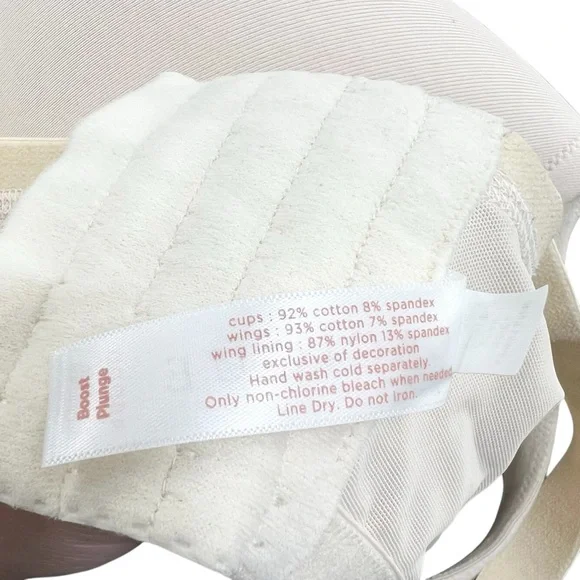 Boost
Plunge
cups : 92% cotton 8% spandex
wings : 93% cotton 7% spandex
wing lining : 87% nylon 13% spandex
exclusive of decoration
Hand wash cold separately.
Only non-chlorine bleach when needed
Line Dry. Do not Iron.